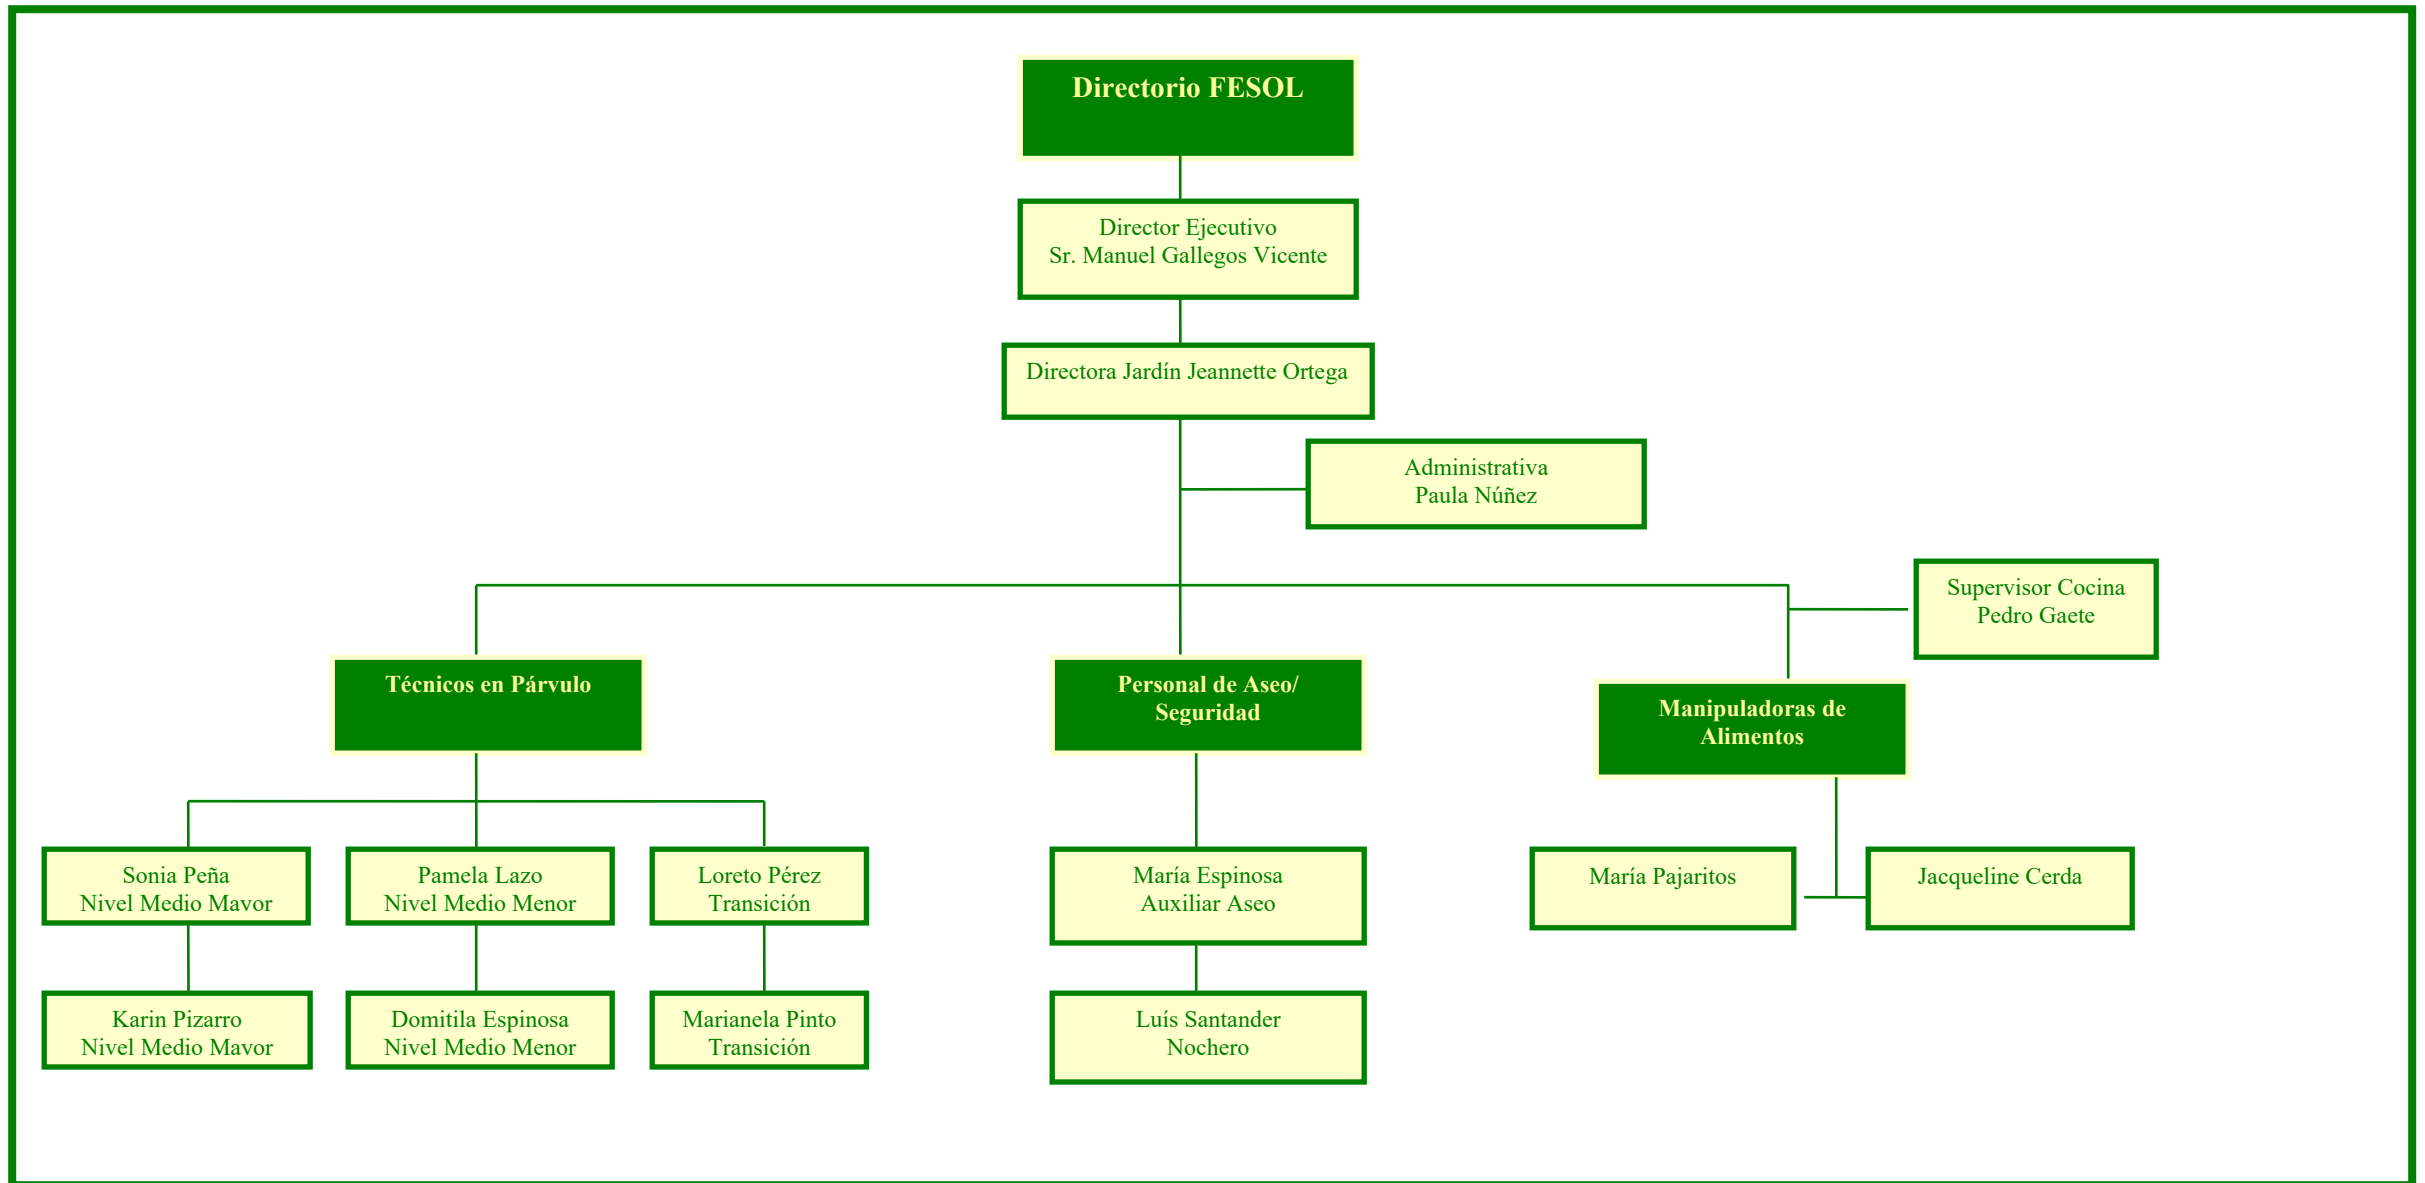 Directorio FESOL
Director Ejecutivo
Sr. Manuel Gallegos Vicente
Directora Jardín Jeannette Ortega
Administrativa
Paula Núñez
Supervisor Cocina
Pedro Gaete
Técnicos en Párvulo
Personal de Aseo/
Seguridad
Manipuladoras de
Alimentos
Sonia Peña
Nivel Medio Mavor
Pamela Lazo
Nivel Medio Menor
Loreto Pérez
Transición
María Espinosa
Auxiliar Aseo
María Pajaritos
Jacqueline Cerda
Karin Pizarro
Nivel Medio Mavor
Domitila Espinosa
Nivel Medio Menor
Marianela Pinto
Transición
Luís Santander
Nochero